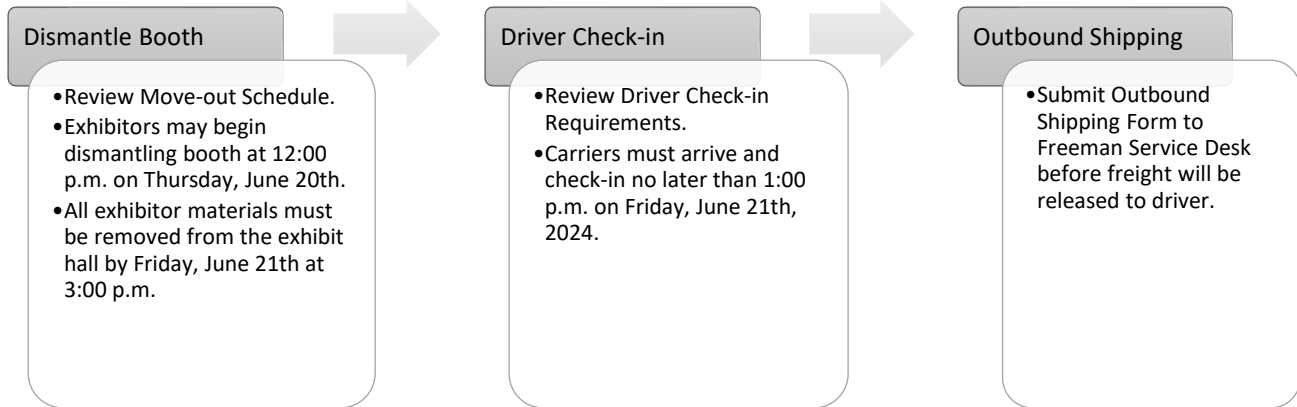 Dismantle Booth
•Review Move-out Schedule.
•Exhibitors may begin
dismantling booth at 12:00
p.m. on Thursday, June 20th.
•All exhibitor materials must
be removed from the exhibit
hall by Friday, June 21th at
3:00 p.m.
Driver Check-in
•Review Driver Check-in
Requirements.
•Carriers must arrive and
check-in no later than 1:00
p.m. on Friday, June 21th,
2024.
Outbound Shipping
•Submit Outbound
Shipping Form to
Freeman Service Desk
before freight will be
released to driver.